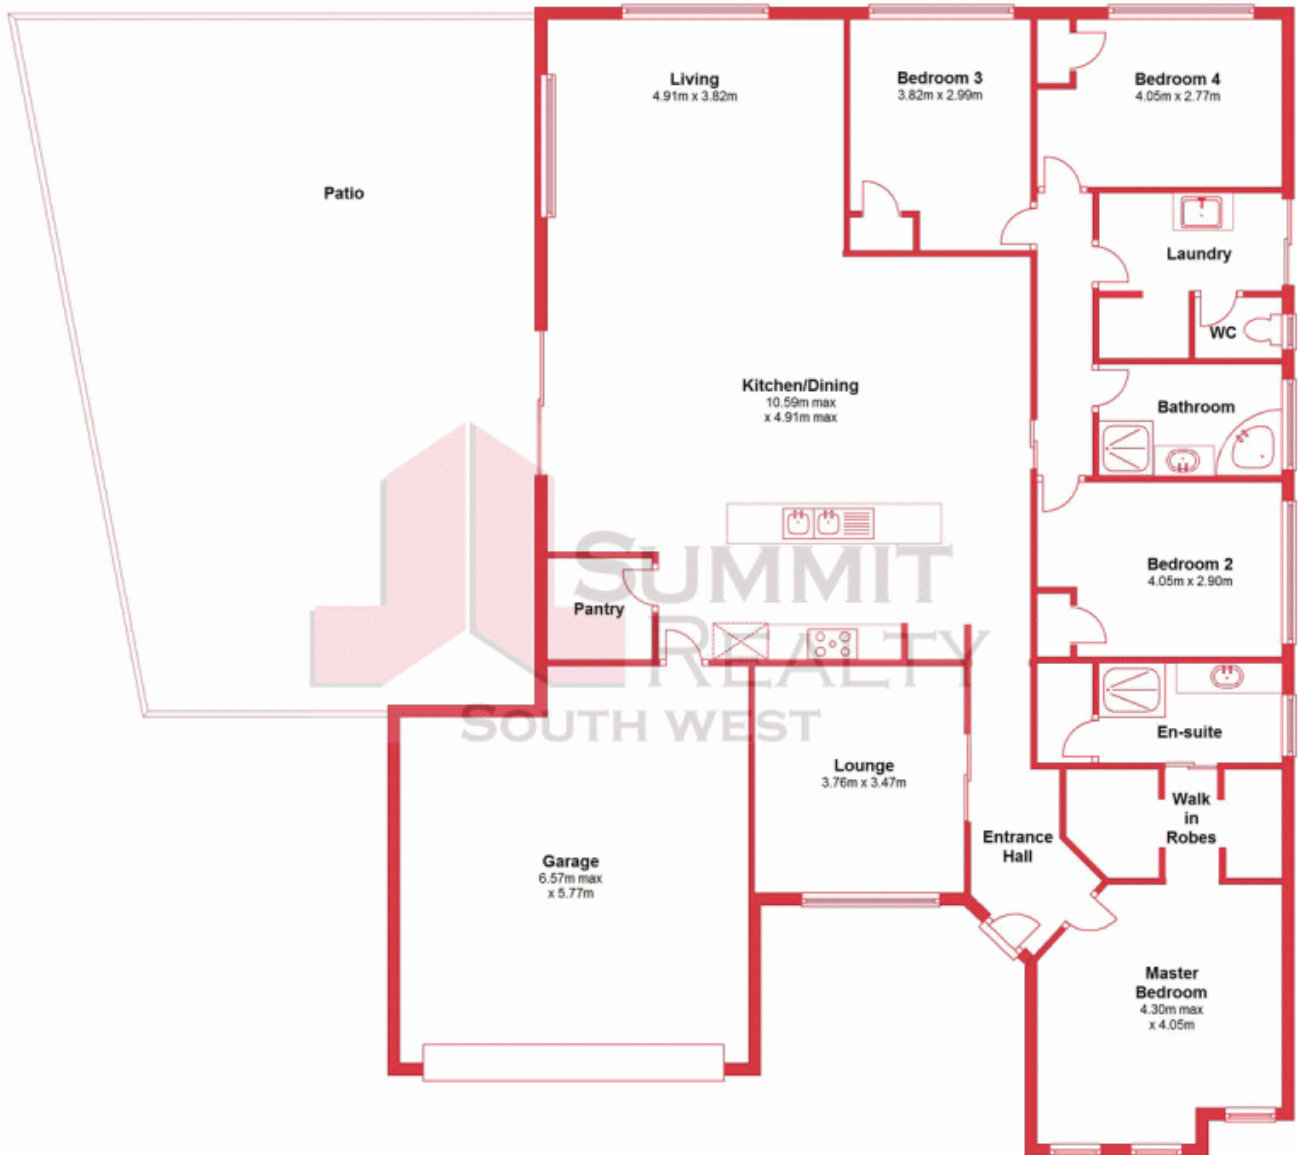 Living
4.91m x 3.82m
Bedroom 3
3.82m x 2.99m
Bedroom 4
4.05m x 2.77m
Patio
Laundry
WC
Kitchen/Dining
10.59m max
x 4.91m max
Bathroom
Bedroom 2
4.05m x 2.90m
Pantry
SUMMIT
REALTY
SOUTH WEST
En-suite
Lounge
3.76m x 3.47m
Walk
in
Robes
Entrance
Hall
Garage
6.57m max
x 5.77m
Master
Bedroom
4.30m max
x 4.05m